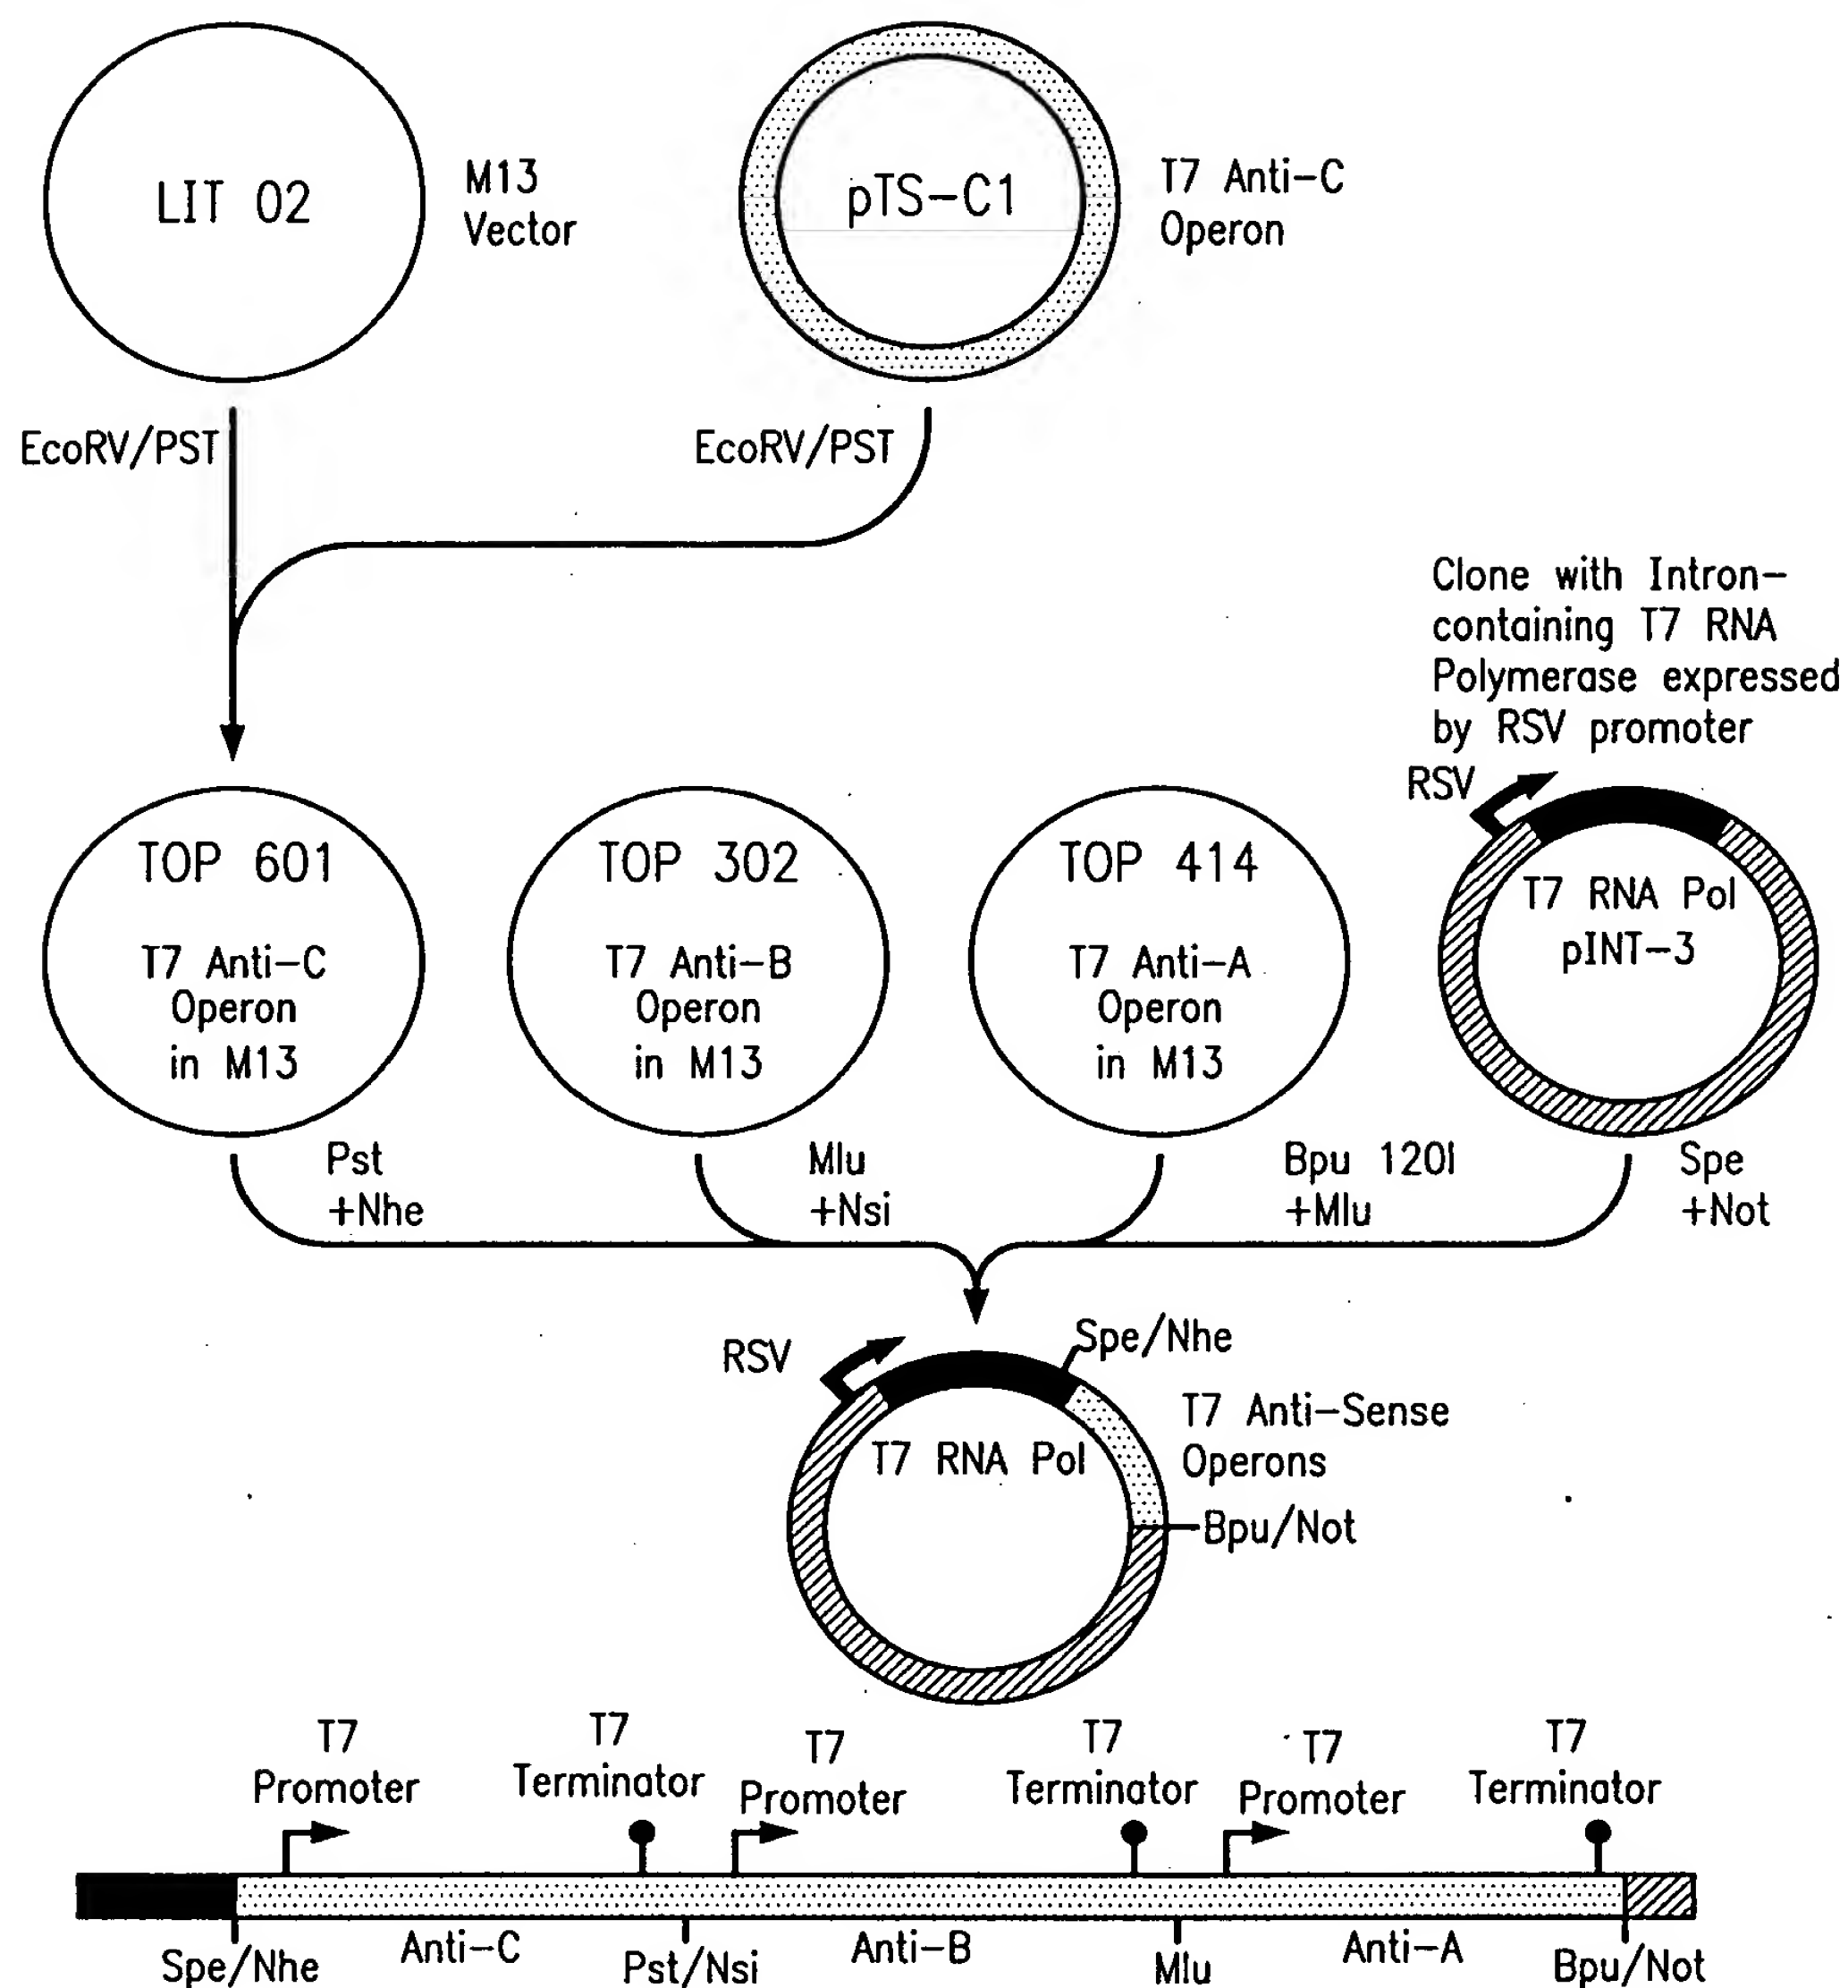 LIT 02
M13
Vector
pTS-C1
T7 Anti-C
Operon
EcoRV/PST
EcoRV/PST
Clone with Intron-
containing T7 RNA
Polymerase expressed
by RSV promoter
RSV
TOP 601
T7 Anti-C
Operon
in M13
TOP 302
T7 Anti-B
Operon
in M13
TOP 414
T7 Anti-A
Operon
in M13
T7 RNA Pol
pINT-3
Pst
+Nhe
Mlu
+Nsi
Bpu 120I
+Mlu
Spe
+Not
RSV
Spe/Nhe
T7 RNA Pol
T7 Anti-Sense
Operons
Bpu/Not
T7
Promoter
T7
Terminator
T7
Promoter
T7
Terminator
T7
Promoter
T7
Terminator
Spe/Nhe
Anti-C
Pst/Nsi
Anti-B
Mlu
Anti-A
Bpu/Not